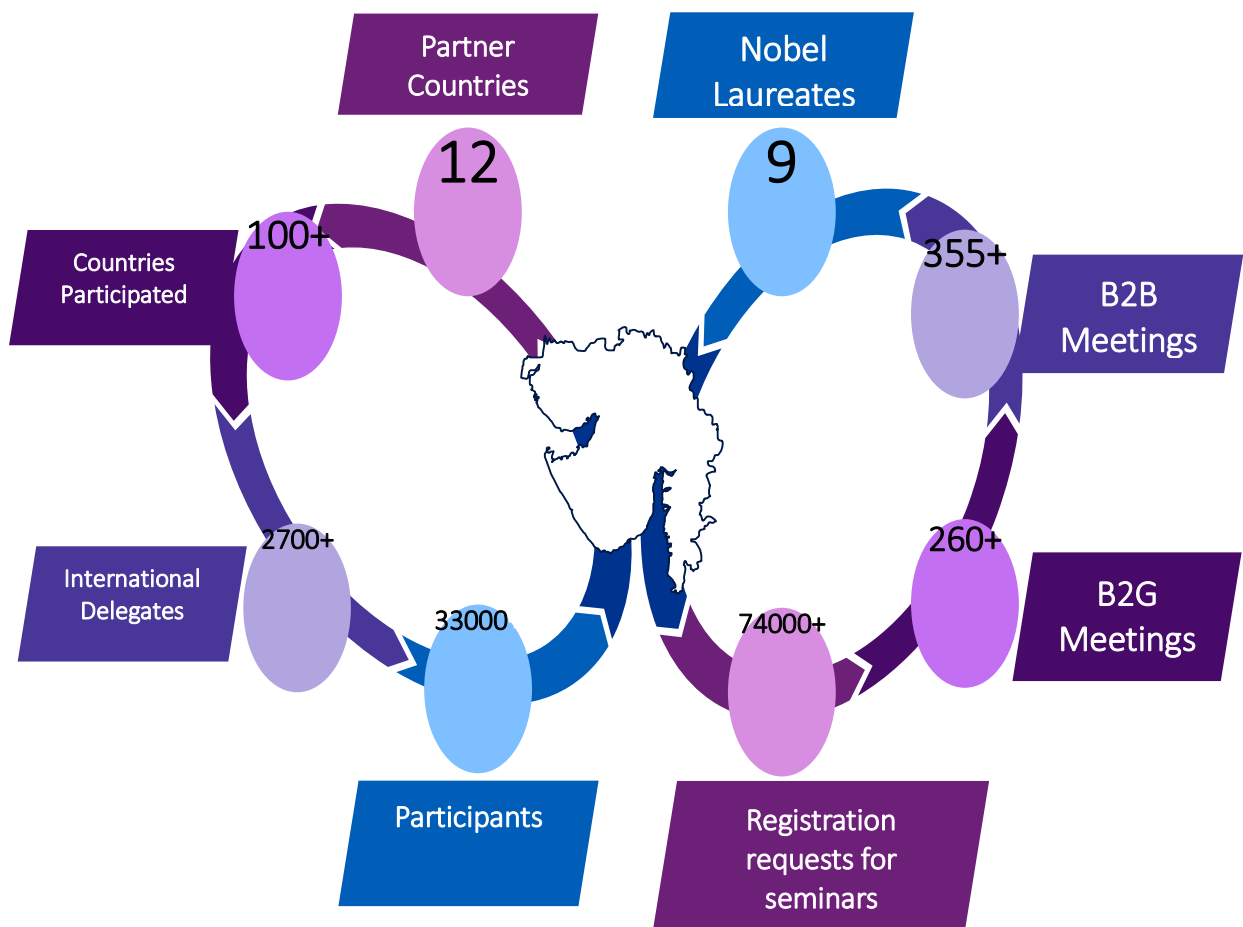 Partner
Countries
12
Nobel
Laureates
9
100+
Countries
Participated
355+
B2B
Meetings
2700+
International
Delegates
260+
B2G
Meetings
33000
Participants
74000+
Registration
requests for
seminars